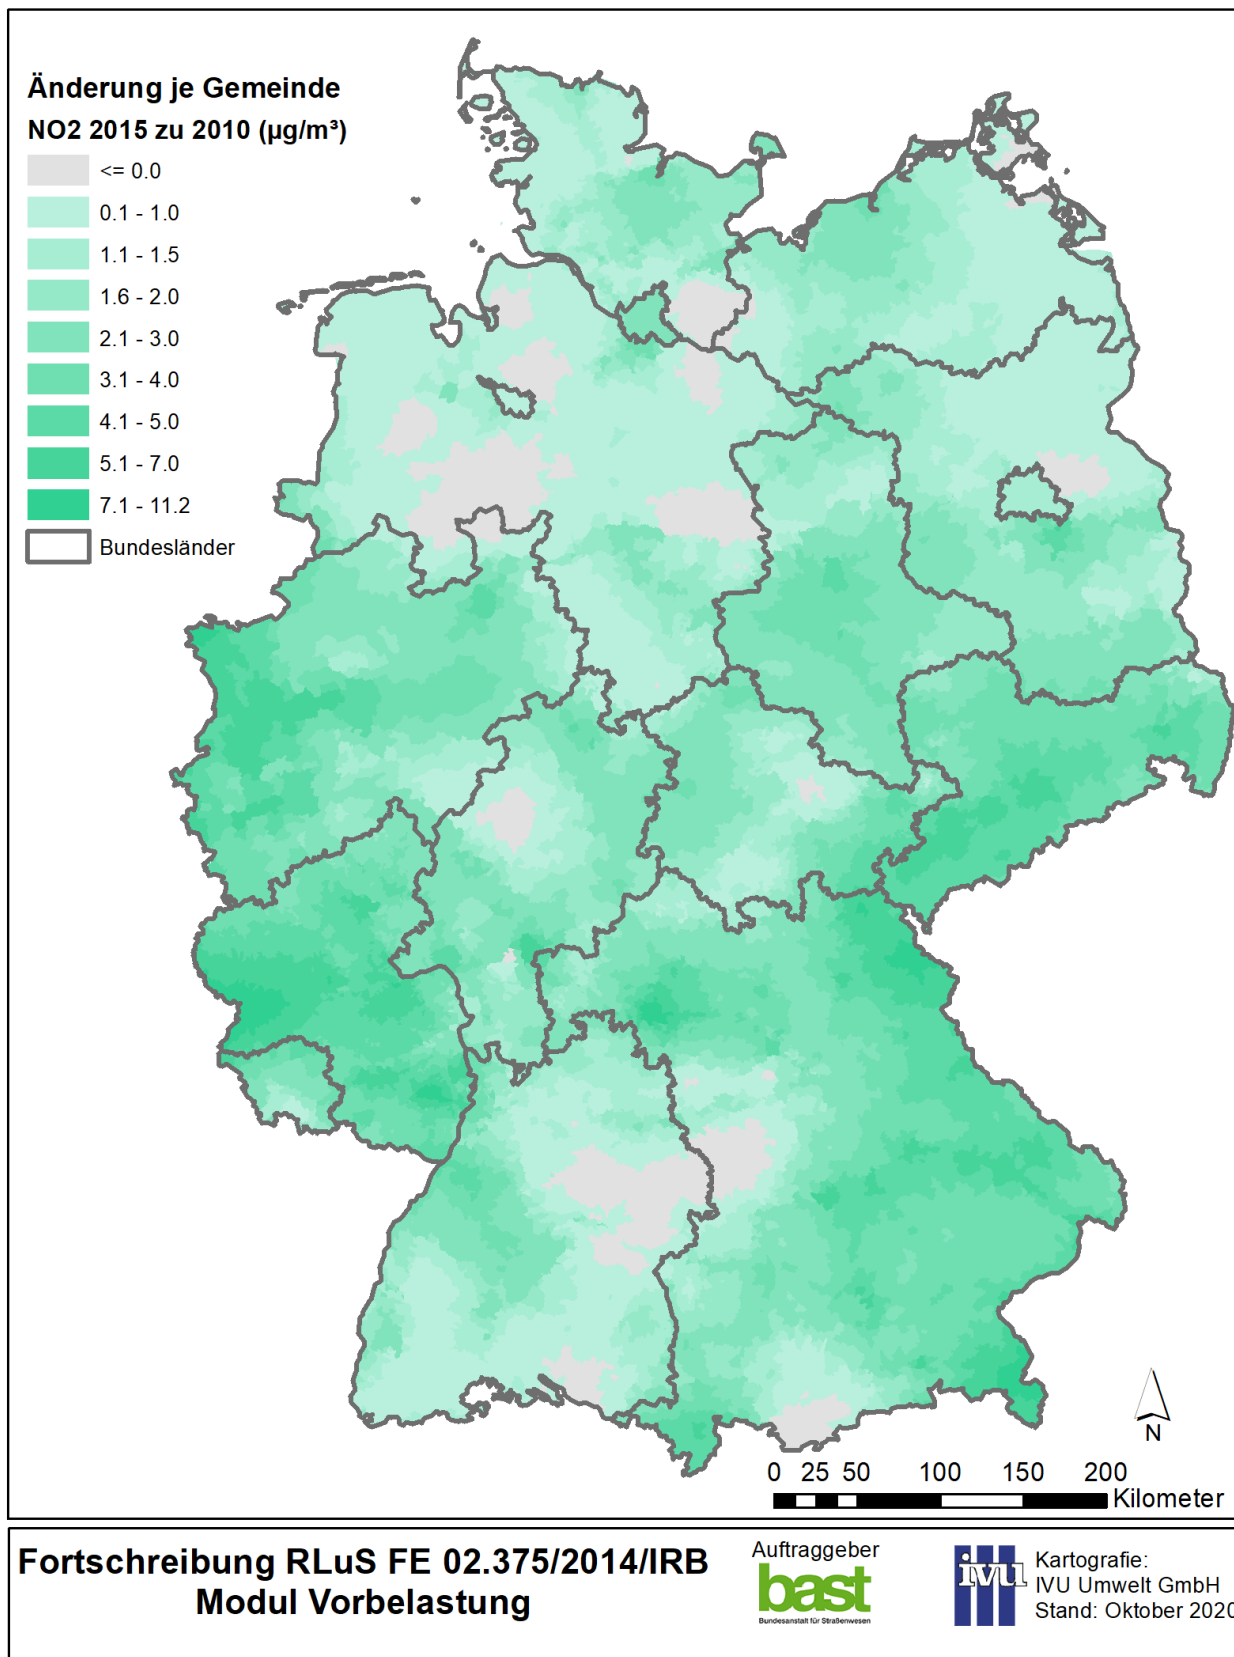 Änderung je Gemeinde
NO2 2015 zu 2010 (µg/m³)
<= 0.0
0.1 - 1.0
1.1 - 1.5
1.6 - 2.0
2.1 - 3.0
3.1 - 4.0
4.1 - 5.0
5.1 - 7.0
7.1 - 11.2
Bundesländer
N
0 25 50 100 150 200
Kilometer
Fortschreibung RLuS FE 02.375/2014/IRB
Modul Vorbelastung
Auftraggeber
bast
Bundesanstalt für Straßenwesen
ivu
Kartografie:
IVU Umwelt GmbH
Stand: Oktober 2020